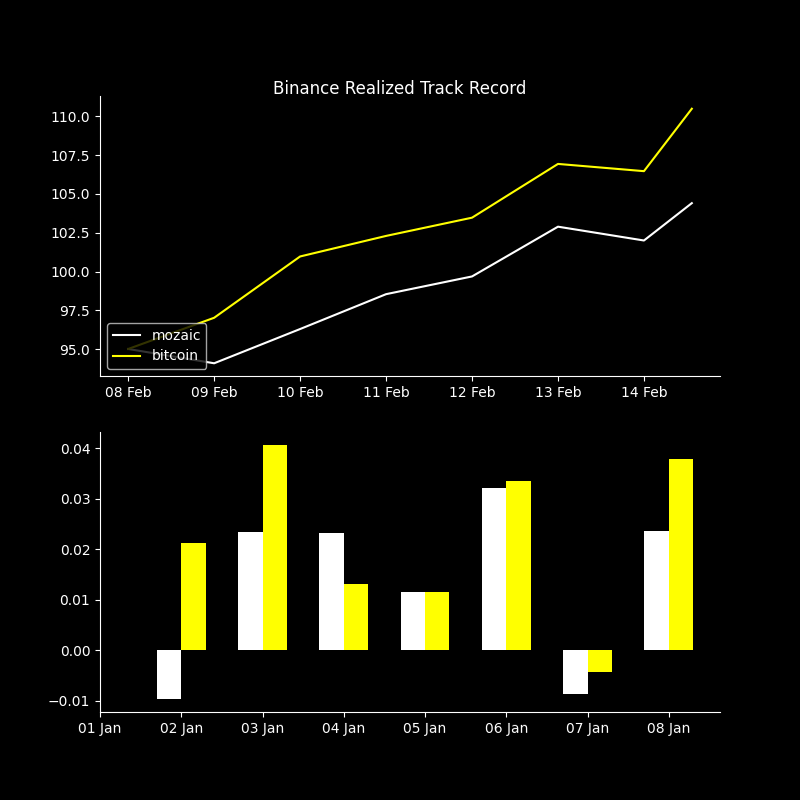 Binance Realized Track Record
110.0
107.5
105.0
102.5
100.0
97.5
95.0
mozaic
bitcoin
08 Feb 09 Feb 10 Feb 11 Feb 12 Feb 13 Feb 14 Feb
0.04
0.03
0.02
0.01
0.00
−0.01
01 Jan 02 Jan 03 Jan 04 Jan 05 Jan 06 Jan 07 Jan 08 Jan